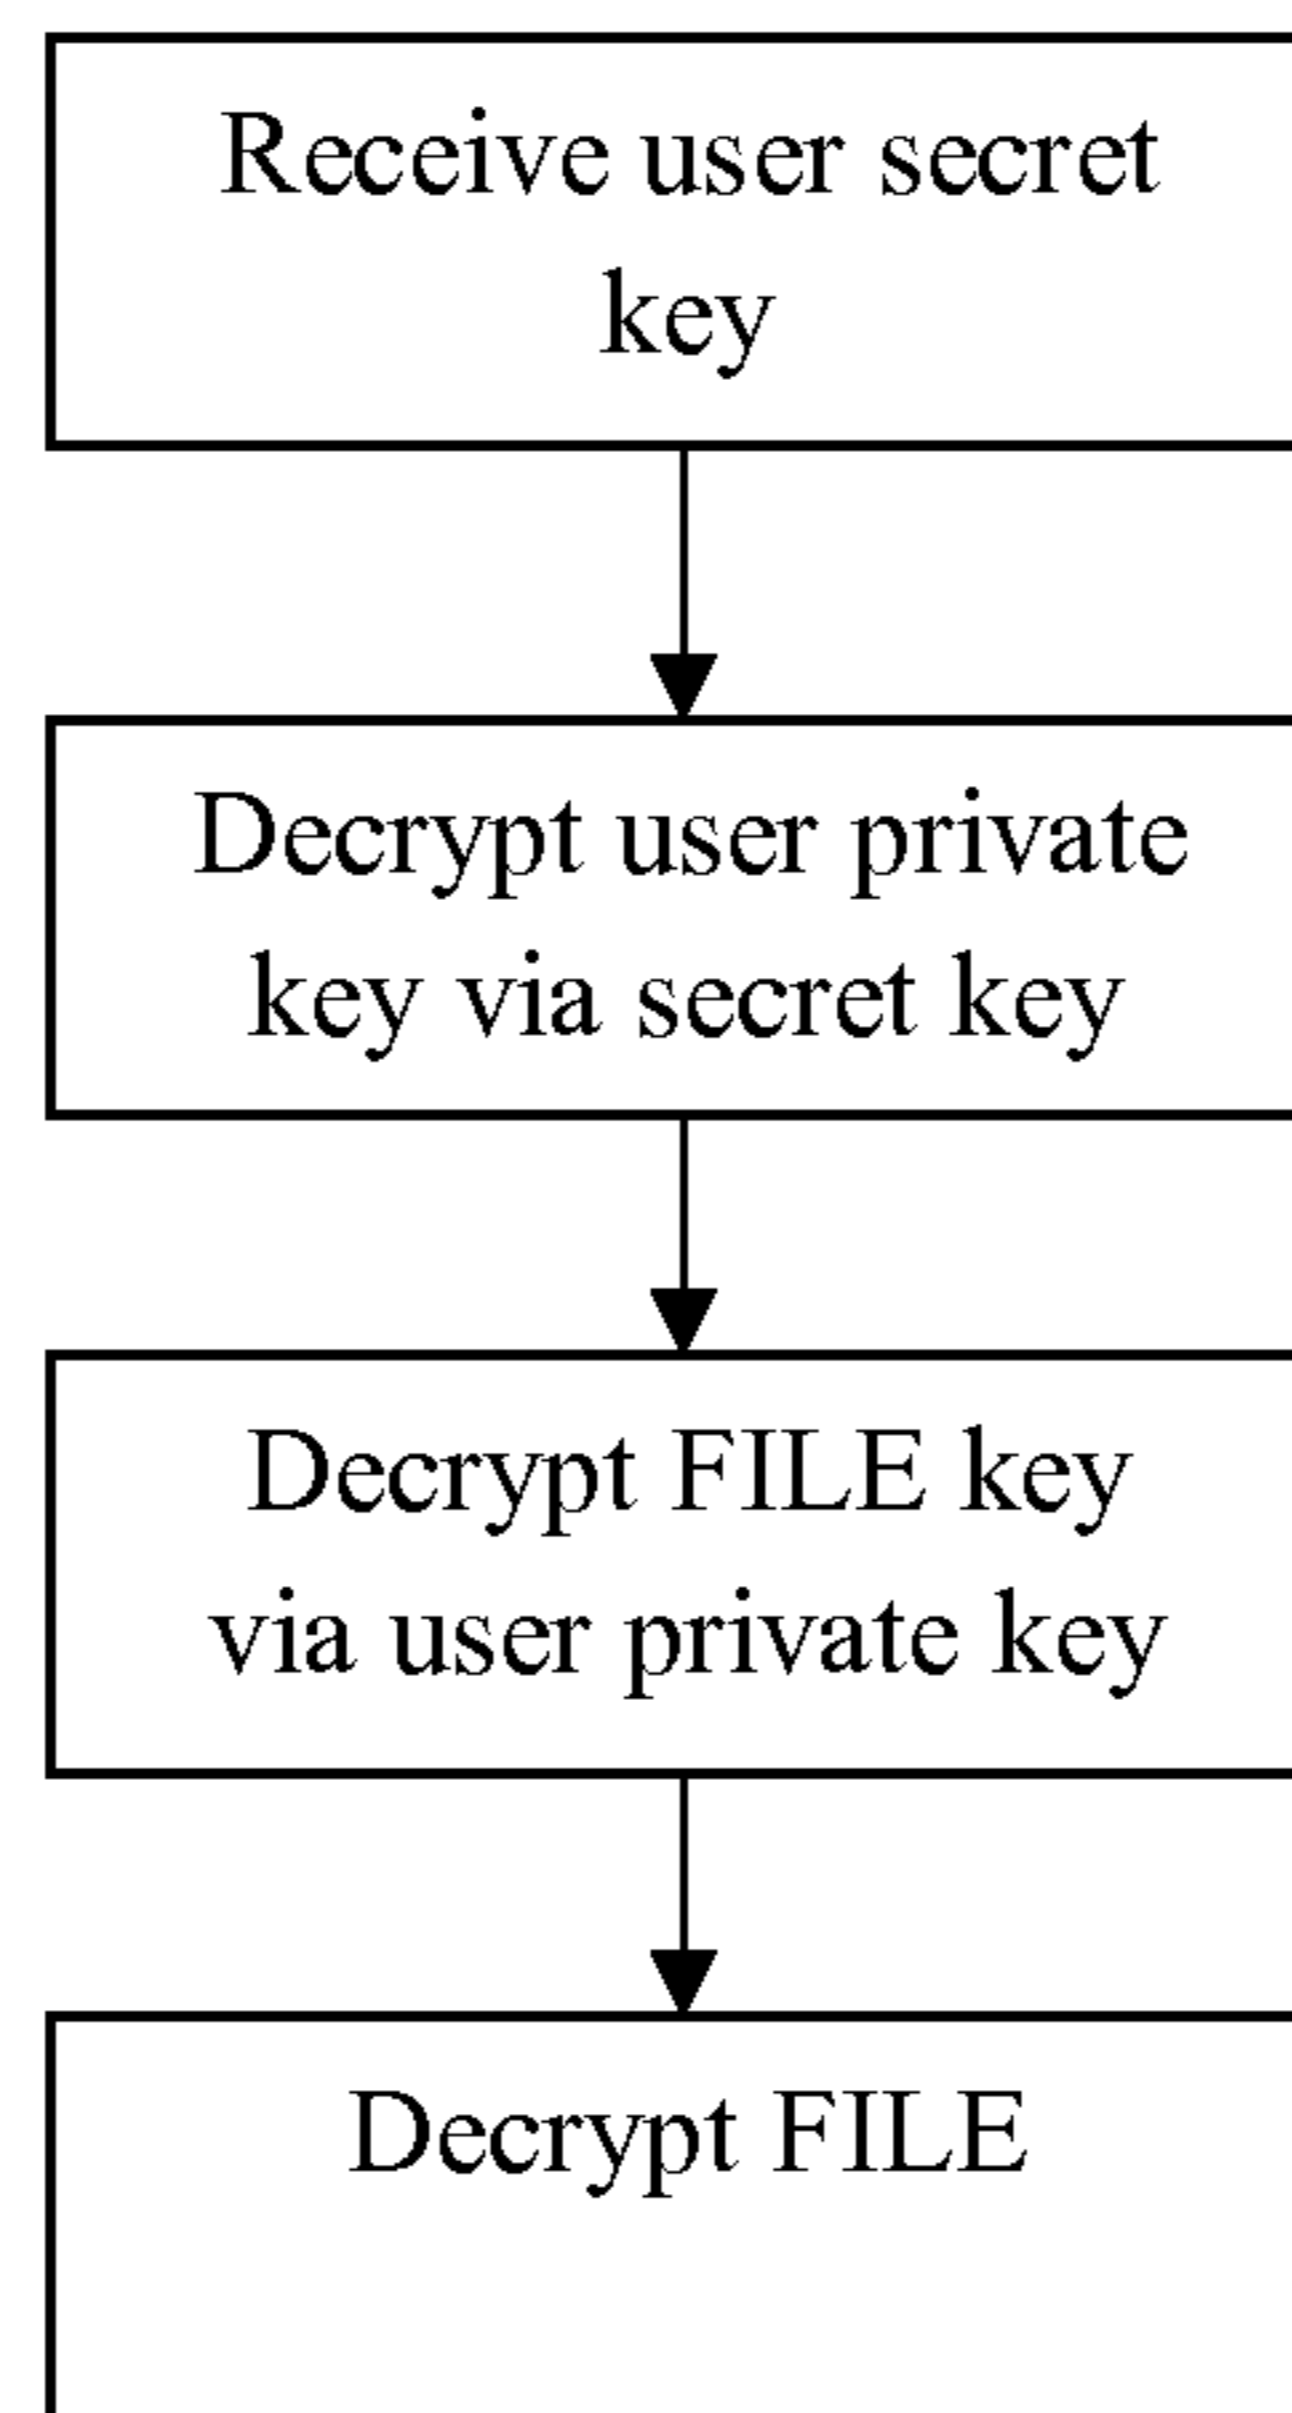 Receive user secret
key
Decrypt user private
key via secret key
Decrypt FILE key
via user private key
Decrypt FILE